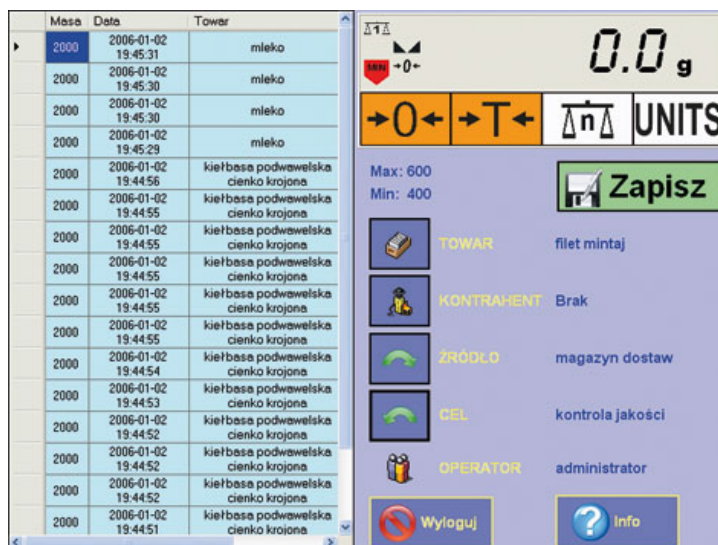 Masa Data Towar
2000 2006-01-02 19:45:31 mleko
2000 2006-01-02 19:45:30 mleko
2000 2006-01-02 19:45:30 mleko
2000 2006-01-02 19:45:29 mleko
2000 2006-01-02 19:44:56 kiełbasa podwawelska cienko krojona
2000 2006-01-02 19:44:55 kiełbasa podwawelska cienko krojona
2000 2006-01-02 19:44:55 kiełbasa podwawelska cienko krojona
2000 2006-01-02 19:44:55 kiełbasa podwawelska cienko krojona
2000 2006-01-02 19:44:55 kiełbasa podwawelska cienko krojona
2000 2006-01-02 19:44:55 kiełbasa podwawelska cienko krojona
2000 2006-01-02 19:44:54 kiełbasa podwawelska cienko krojona
2000 2006-01-02 19:44:53 kiełbasa podwawelska cienko krojona
2000 2006-01-02 19:44:52 kiełbasa podwawelska cienko krojona
2000 2006-01-02 19:44:52 kiełbasa podwawelska cienko krojona
2000 2006-01-02 19:44:52 kiełbasa podwawelska cienko krojona
2000 2006-01-02 19:44:51 kiełbasa podwawelska cienko krojona
1
MIN →0←
0.0 g
→0← →T← n UNITS
Max: 600
Min: 400
Zapisz
TOWAR filet mintaj
KONTRAHENT Brak
ŹRÓDŁO magazyn dostaw
CEL kontrola jakości
OPERATOR administrator
Wyloguj ? Info